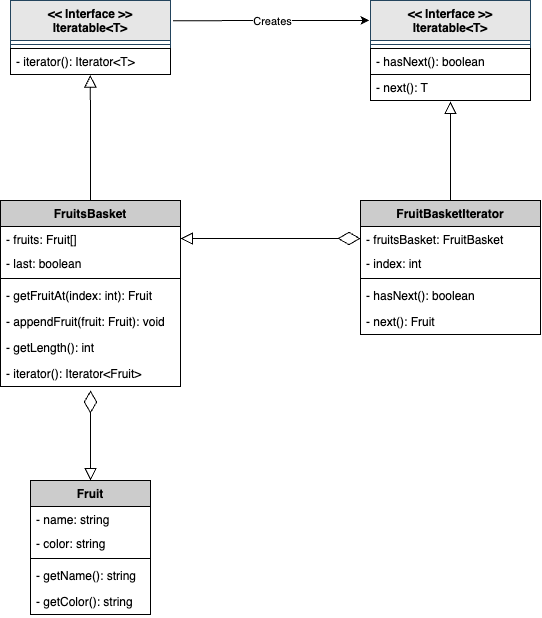 << Interface >>
Iteratable<T>
- iterator(): Iterator<T>
Creates
<< Interface >>
Iteratable<T>
- hasNext(): boolean
- next(): T
FruitsBasket
- fruits: Fruit[]
- last: boolean
- getFruitAt(index: int): Fruit
- appendFruit(fruit: Fruit): void
- getLength(): int
- iterator(): Iterator<Fruit>
FruitBasketIterator
- fruitsBasket: FruitBasket
- index: int
- hasNext(): boolean
- next(): Fruit
Fruit
- name: string
- color: string
- getName(): string
- getColor(): string